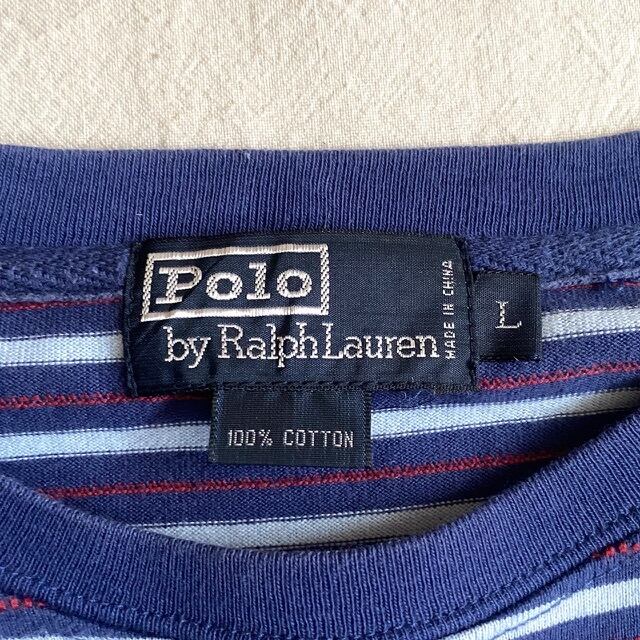 Polo
by Ralph Lauren
MADE IN CHINA
L
100% COTTON